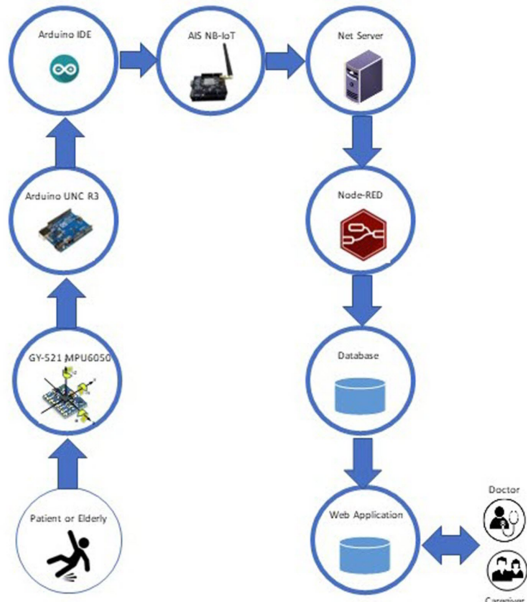 Arduino IDE
AIS NB-IoT
Net Server
Arduino UNC R3
Node-RED
GY-521 MPU6050
Database
Patient or Elderly
Web Application
Doctor
Caregiver